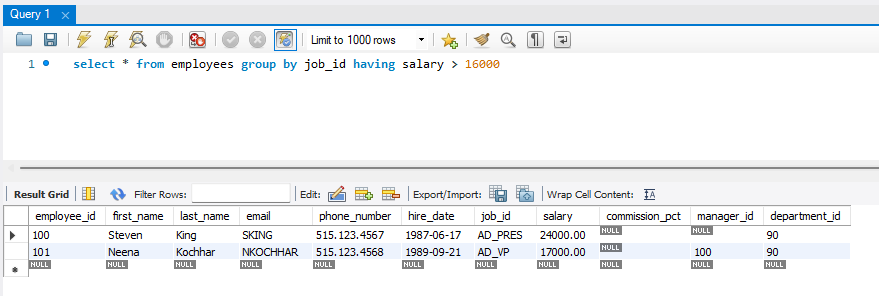 Query 1
Limit to 1000 rows
1 select * from employees group by job_id having salary > 16000
Result Grid Filter Rows: Edit: Export/Import: Wrap Cell Content: IA
employee_id first_name last_name email phone_number hire_date job_id salary commission_pct manager_id department_id
100 Steven King SKING 515.123.4567 1987-06-17 AD_PRES 24000.00 NULL NULL 90
101 Neena Kochhar NKOCHHAR 515.123.4568 1989-09-21 AD_VP 17000.00 NULL 100 90
NULL NULL NULL NULL NULL NULL NULL NULL NULL NULL NULL